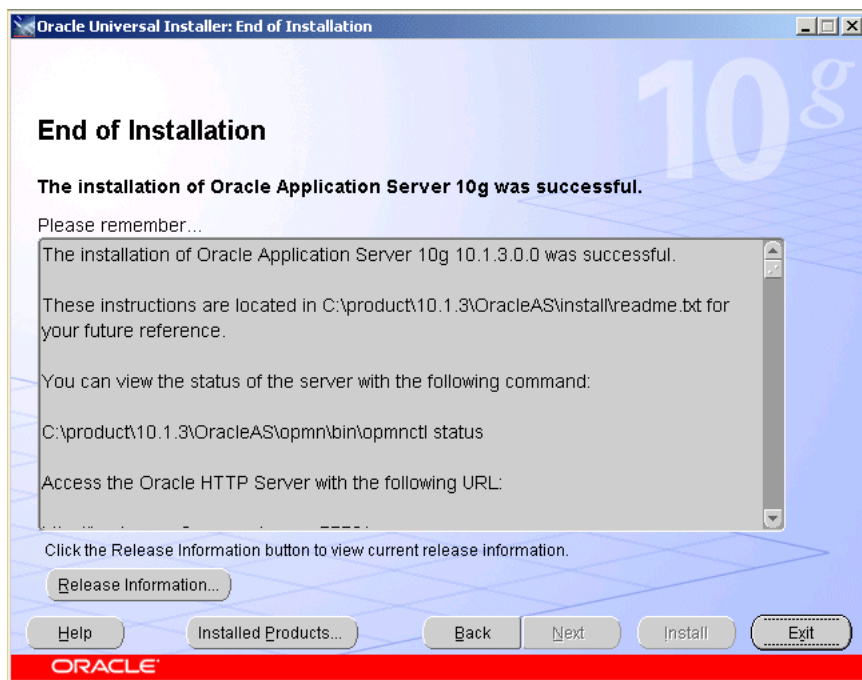 Oracle Universal Installer: End of Installation
10g
End of Installation
The installation of Oracle Application Server 10g was successful.
Please remember...
The installation of Oracle Application Server 10g 10.1.3.0.0 was successful.
These instructions are located in C:\product\10.1.3\OracleAS\install\readme.txt for
your future reference.
You can view the status of the server with the following command:
C:\product\10.1.3\OracleAS\opmn\bin\opmnctl status
Access the Oracle HTTP Server with the following URL:
Click the Release Information button to view current release information.
Release Information...
Help
Installed Products...
Back
Next
Install
Exit
ORACLE